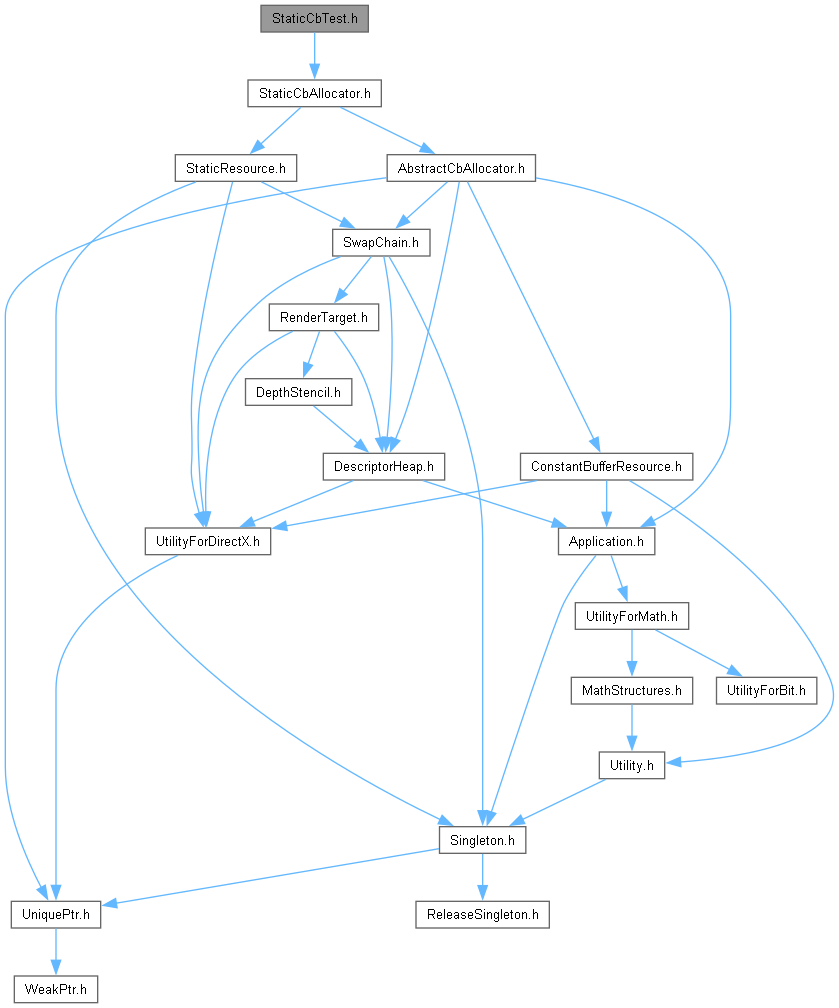 StaticCbTest.h
StaticCbAllocator.h
StaticResource.h
AbstractCbAllocator.h
SwapChain.h
RenderTarget.h
DepthStencil.h
DescriptorHeap.h
ConstantBufferResource.h
UtilityForDirectX.h
Application.h
UtilityForMath.h
MathStructures.h
UtilityForBit.h
Utility.h
Singleton.h
UniquePtr.h
ReleaseSingleton.h
WeakPtr.h